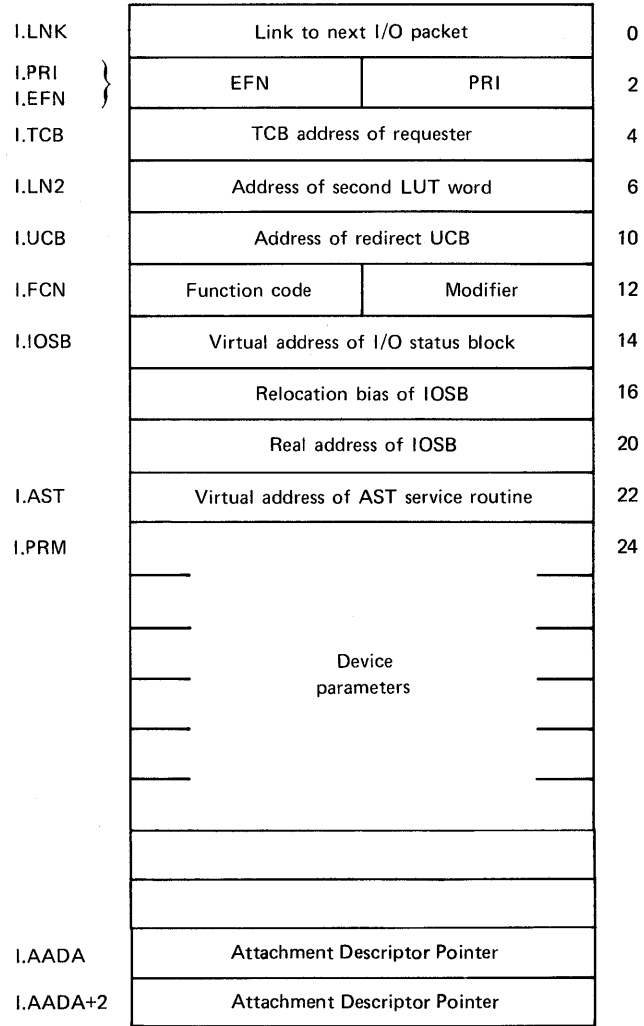 I.LNK Link to next I/O packet 0
I.PRI EFN PRI 2
I.EFN
I.TCB TCB address of requester 4
I.LN2 Address of second LUT word 6
I.UCB Address of redirect UCB 10
I.FCN Function code Modifier 12
I.IOSB Virtual address of I/O status block 14
Relocation bias of IOSB 16
Real address of IOSB 20
I.AST Virtual address of AST service routine 22
I.PRM 24
Device
parameters
I.AADA Attachment Descriptor Pointer
I.AADA+2 Attachment Descriptor Pointer